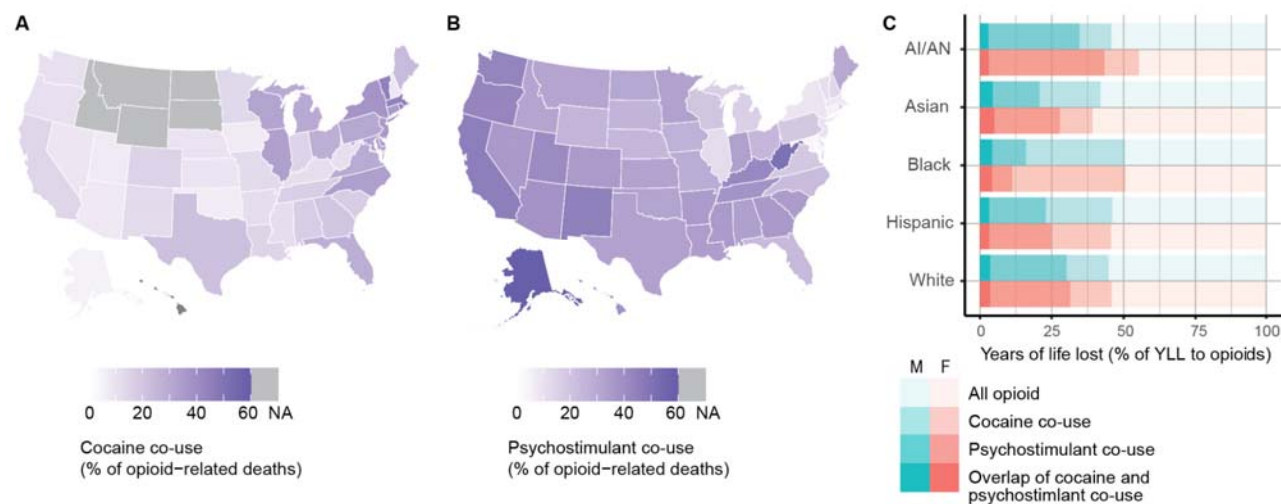 A
B
C
AI/AN
Asian
Black
Hispanic
White
0 25 50 75 100
Years of life lost (% of YLL to opioids)
0 20 40 60 NA
Cocaine co-use
(% of opioid−related deaths)
0 20 40 60 NA
Psychostimulant co-use
(% of opioid−related deaths)
M F
All opioid
Cocaine co-use
Psychostimulant co-use
Overlap of cocaine and
psychostimlant co-use